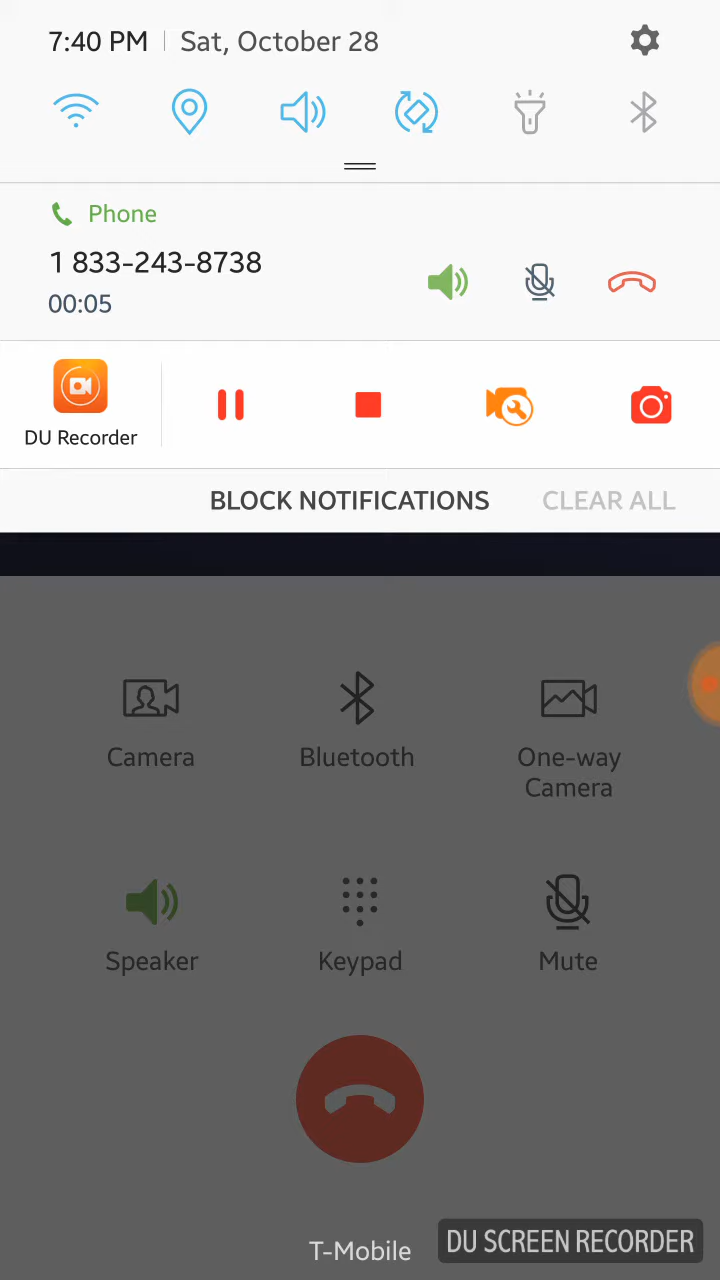 7:40 PM | Sat, October 28
Phone
1 833-243-8738
00:05
DU Recorder
BLOCK NOTIFICATIONS CLEAR ALL
Camera Bluetooth One-way Camera
Speaker Keypad Mute
T-Mobile
DU SCREEN RECORDER